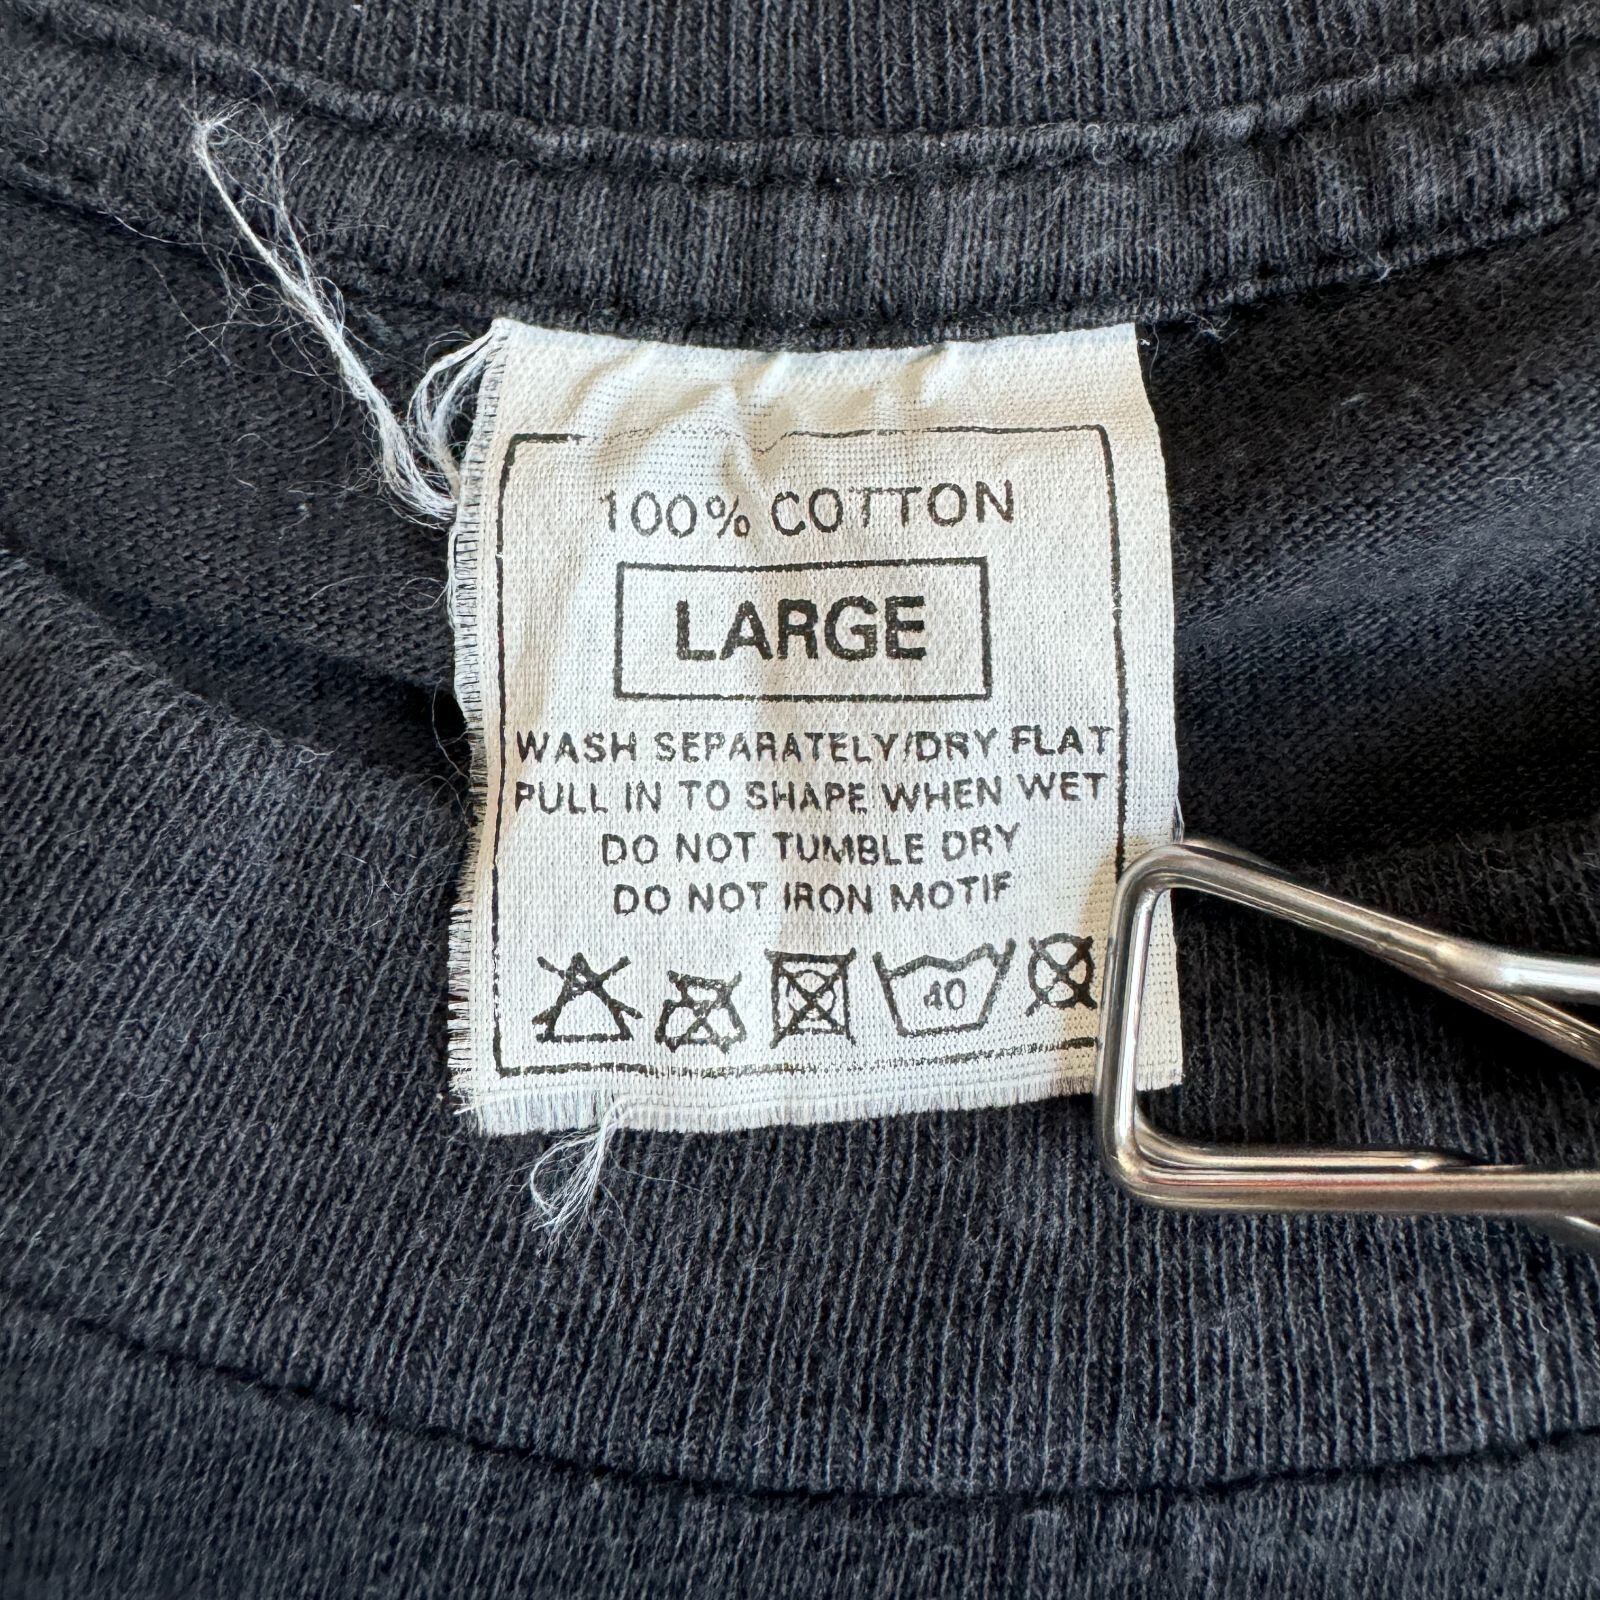 100% COTTON
LARGE
WASH SEPARATELY/DRY FLAT
PULL IN TO SHAPE WHEN WET
DO NOT TUMBLE DRY
DO NOT IRON MOTIF
40